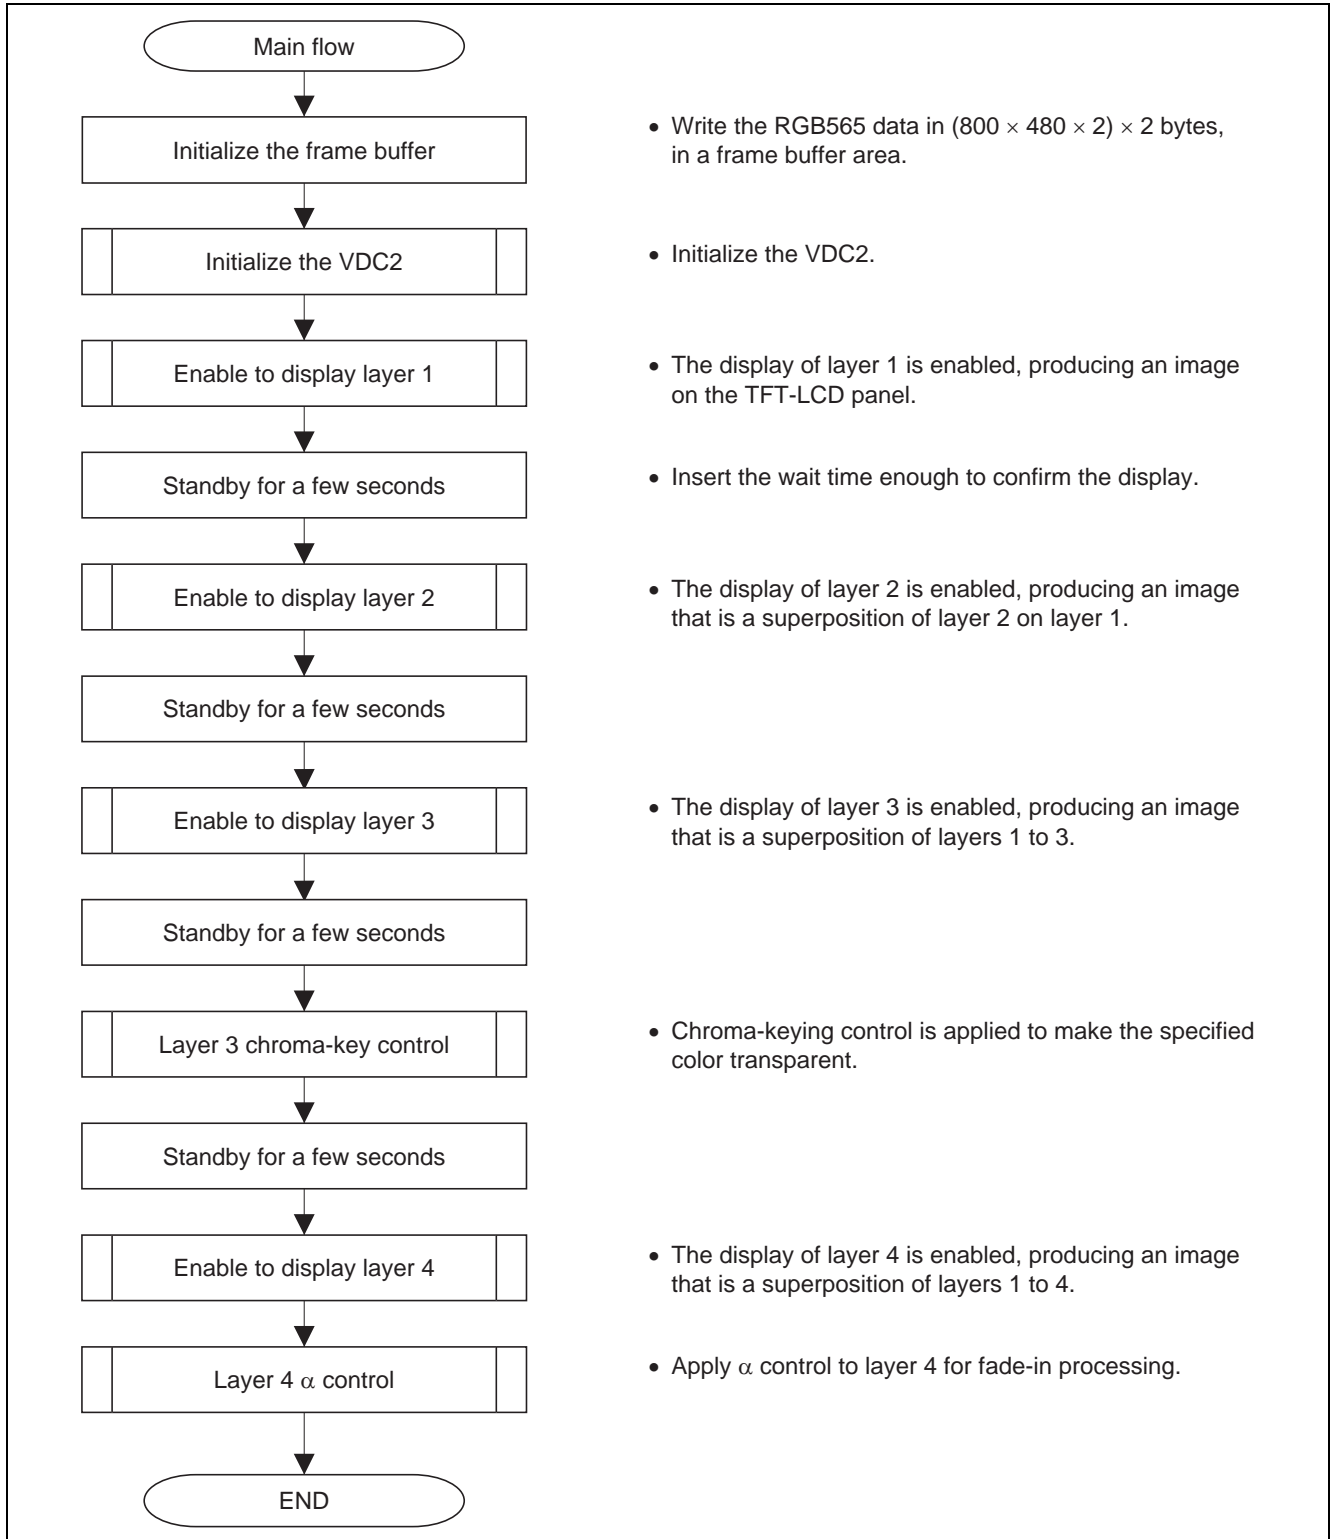 Main flow
Initialize the frame buffer
• Write the RGB565 data in (800 × 480 × 2) × 2 bytes,
in a frame buffer area.
Initialize the VDC2
• Initialize the VDC2.
Enable to display layer 1
• The display of layer 1 is enabled, producing an image
on the TFT-LCD panel.
Standby for a few seconds
• Insert the wait time enough to confirm the display.
Enable to display layer 2
• The display of layer 2 is enabled, producing an image
that is a superposition of layer 2 on layer 1.
Standby for a few seconds
Enable to display layer 3
• The display of layer 3 is enabled, producing an image
that is a superposition of layers 1 to 3.
Standby for a few seconds
Layer 3 chroma-key control
• Chroma-keying control is applied to make the specified
color transparent.
Standby for a few seconds
Enable to display layer 4
• The display of layer 4 is enabled, producing an image
that is a superposition of layers 1 to 4.
Layer 4 α control
• Apply α control to layer 4 for fade-in processing.
END